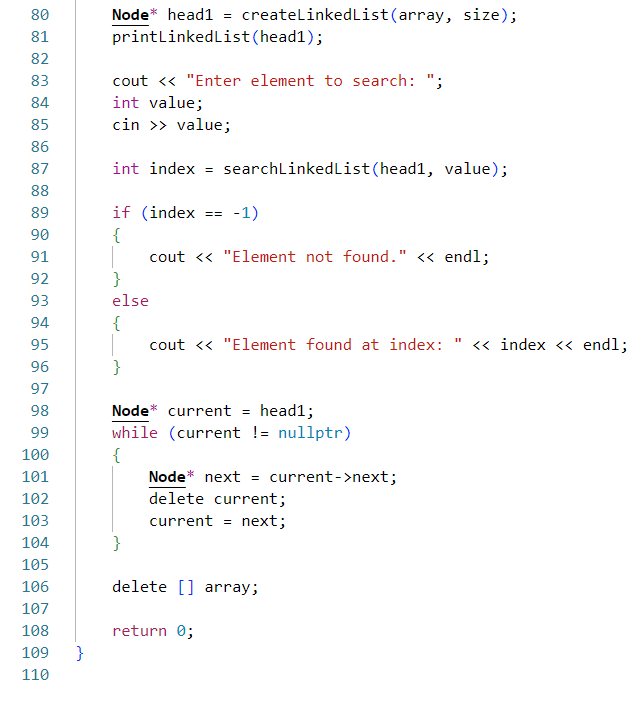 80 Node* head1 = createLinkedList(array, size);
81 printLinkedList(head1);
82
83 cout << "Enter element to search: ";
84 int value;
85 cin >> value;
86
87 int index = searchLinkedList(head1, value);
88
89 if (index == -1)
90 {
91 cout << "Element not found." << endl;
92 }
93 else
94 {
95 cout << "Element found at index: " << index << endl;
96 }
97
98 Node* current = head1;
99 while (current != nullptr)
100 {
101 Node* next = current->next;
102 delete current;
103 current = next;
104 }
105
106 delete [] array;
107
108 return 0;
109 }
110